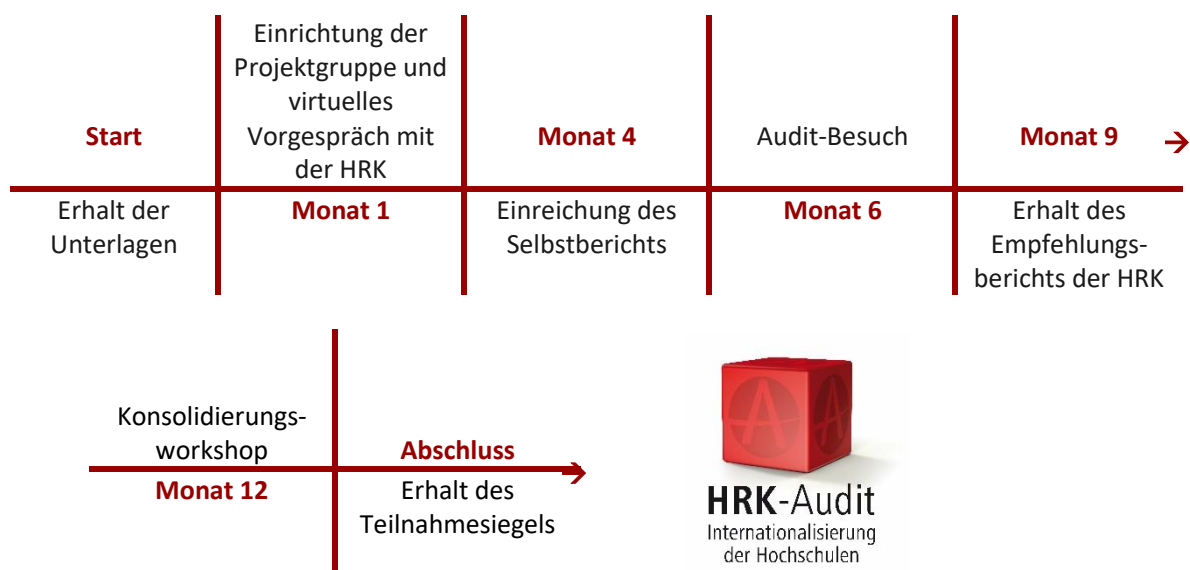 Start
Erhalt der
Unterlagen
Einrichtung der
Projektgruppe und
virtuelles
Vorgespräch mit
der HRK
Monat 1
Monat 4
Einreichung des
Selbstberichts
Audit-Besuch
Monat 6
Monat 9
Erhalt des
Empfehlungs-
berichts der HRK
Konsolidierungs-
workshop
Monat 12
Abschluss
Erhalt des
Teilnahmesiegels
A
A
HRK-Audit
Internationalisierung
der Hochschulen